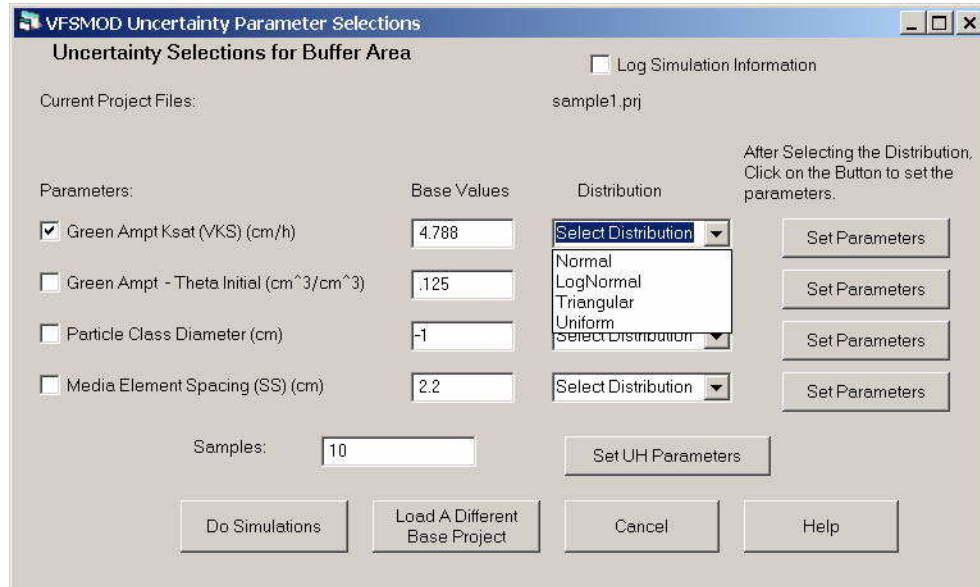 VFSMOD Uncertainty Parameter Selections
Uncertainty Selections for Buffer Area
Log Simulation Information
Current Project Files:
sample1.prj
After Selecting the Distribution,
Click on the Button to set the
parameters.
Parameters:
Base Values
Distribution
Green Ampt Ksat (VKS) (cm/h)
4.788
Select Distribution
Set Parameters
Normal
LogNormal
Triangular
Uniform
Green Ampt - Theta Initial (cm^3/cm^3)
.125
Set Parameters
Particle Class Diameter (cm)
-1
Select Distribution
Set Parameters
Media Element Spacing (SS) (cm)
2.2
Select Distribution
Set Parameters
Samples:
10
Set UH Parameters
Do Simulations
Load A Different
Base Project
Cancel
Help